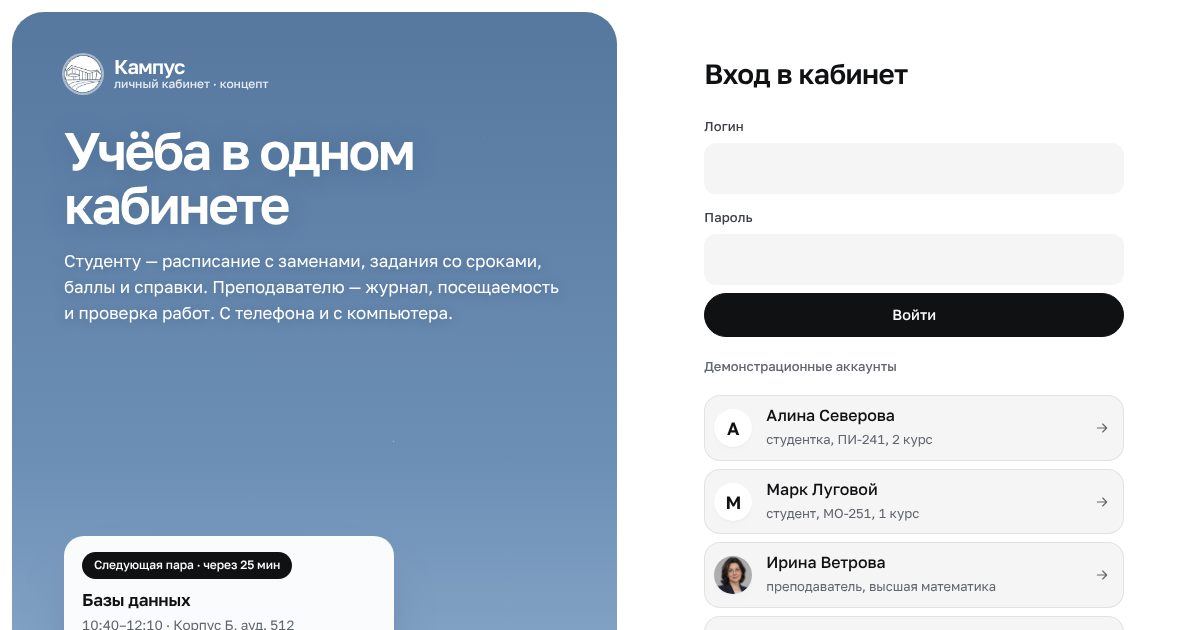 Кампус
личный кабинет · концепт
Учёба в одном
кабинете
Студенту — расписание с заменами, задания со сроками,
баллы и справки. Преподавателю — журнал, посещаемость
и проверка работ. С телефона и с компьютера.
Следующая пара · через 25 мин
Базы данных
10:40–12:10 · Корпус Б, ауд. 512
Вход в кабинет
Логин
Пароль
Войти
Демонстрационные аккаунты
А
Алина Северова
студентка, ПИ-241, 2 курс
→
М
Марк Луговой
студент, МО-251, 1 курс
→
Ирина Ветрова
преподаватель, высшая математика
→